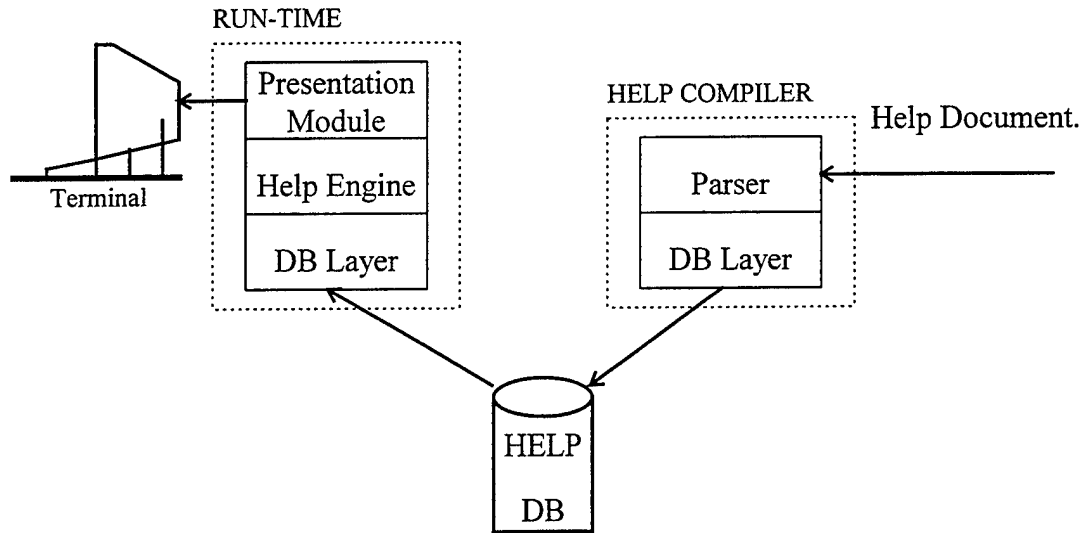 RUN-TIME
Presentation
Module
Help Engine
DB Layer
Terminal
HELP COMPILER
Parser
DB Layer
Help Document.
HELP
DB